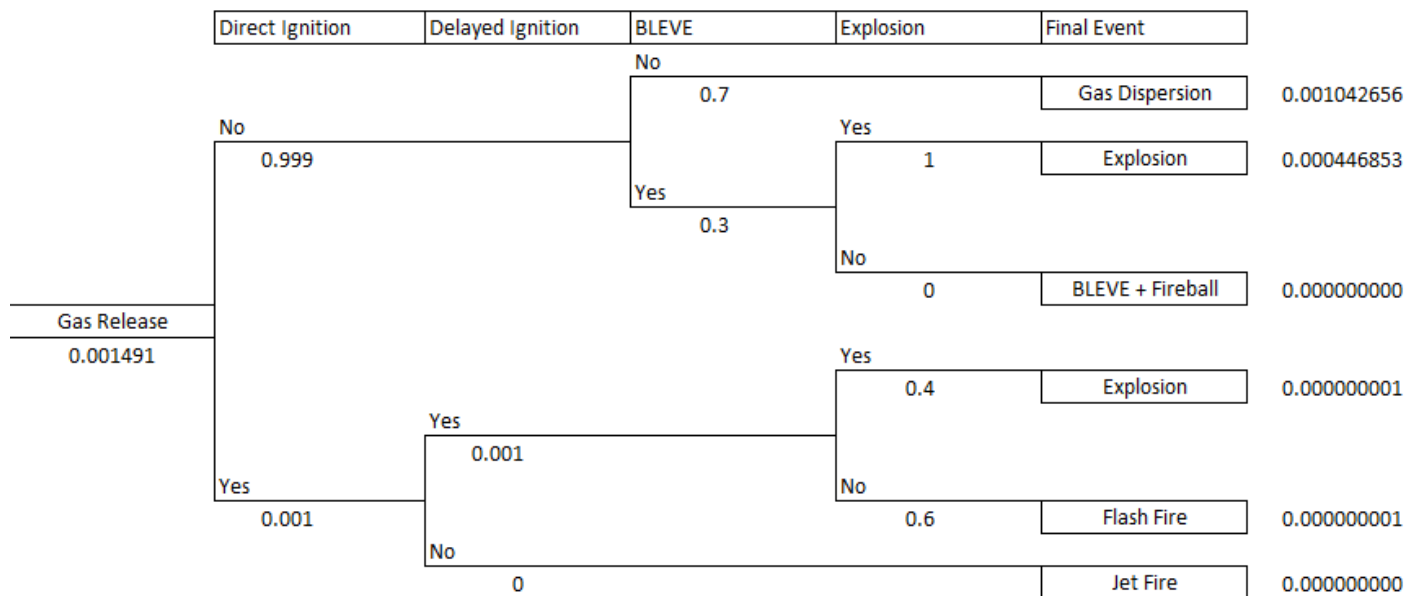 Direct Ignition Delayed Ignition BLEVE Explosion Final Event
No
0.7 Gas Dispersion 0.001042656
No Yes
0.999 1 Explosion 0.000446853
Yes
0.3
No
0 BLEVE + Fireball 0.000000000
Gas Release
0.001491 Yes
0.4 Explosion 0.000000001
Yes
0.001
Yes No
0.001 0.6 Flash Fire 0.000000001
No
0 Jet Fire 0.000000000